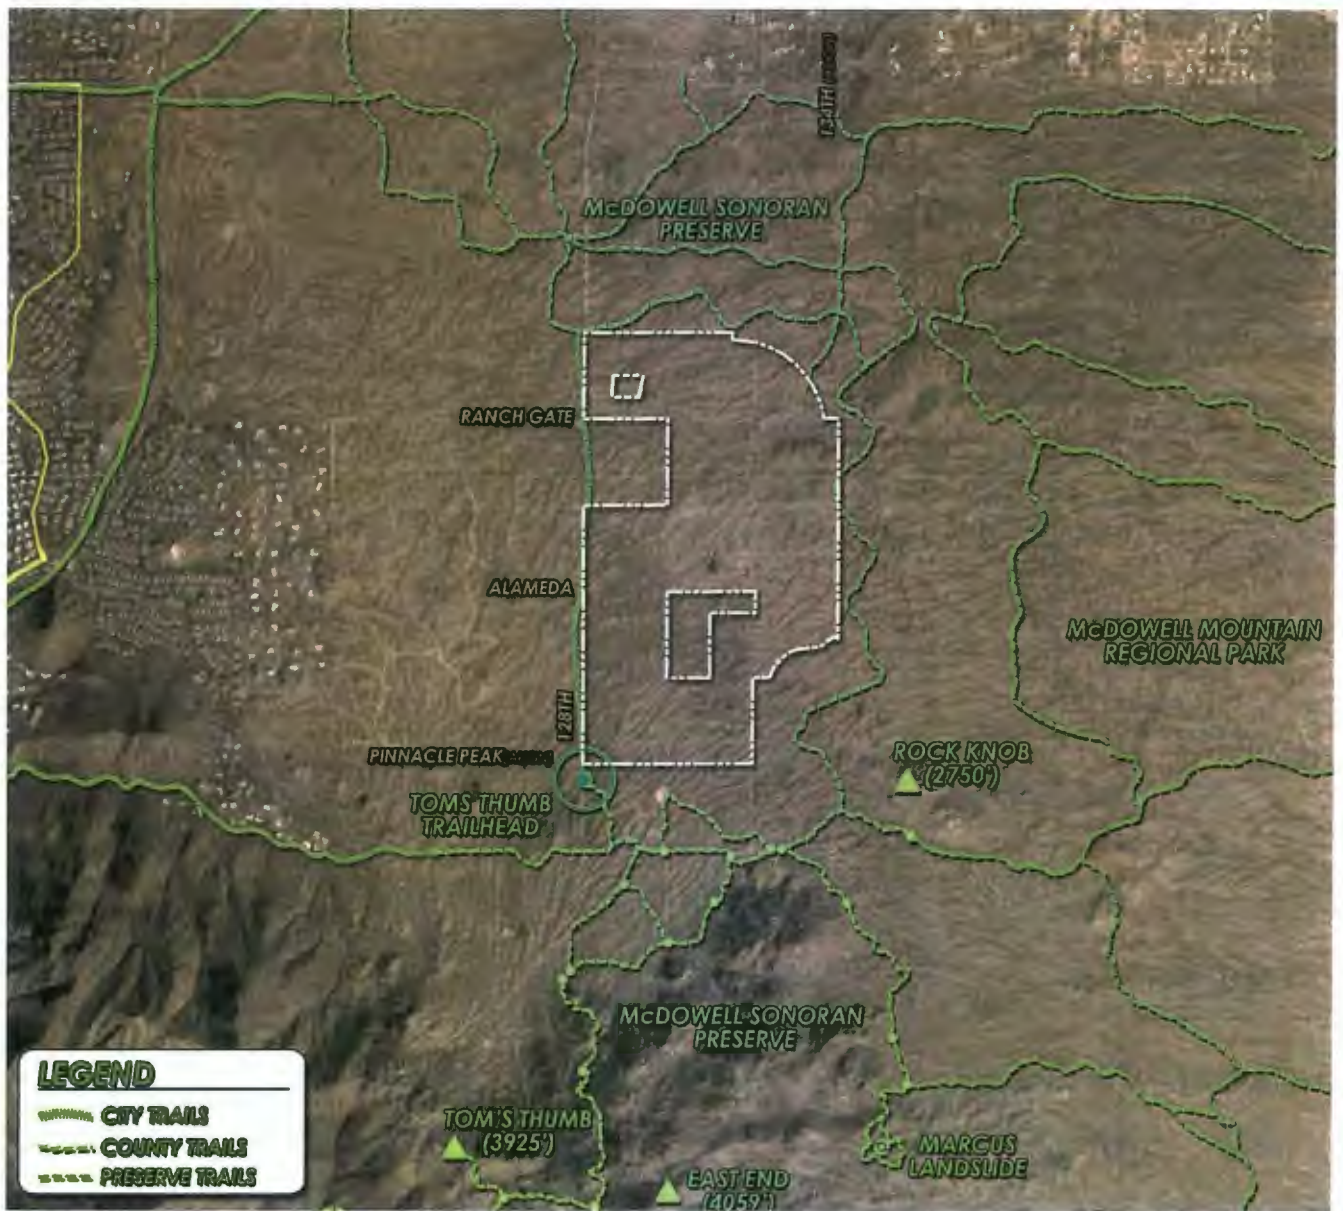 McDOWELL SONORAN
PRESERVE
RANCH GATE
ALAMEDA
McDOWELL MOUNTAIN
REGIONAL PARK
128TH
PINNACLE PEAK
ROCK KNOB
(2750')
TOMS THUMB
TRAILHEAD
McDOWELL SONORAN
PRESERVE
LEGEND
CITY TRAILS
COUNTY TRAILS
PRESERVE TRAILS
TOM'S THUMB
(3925')
MARCUS
LANDSLIDE
EAST END
(4059')